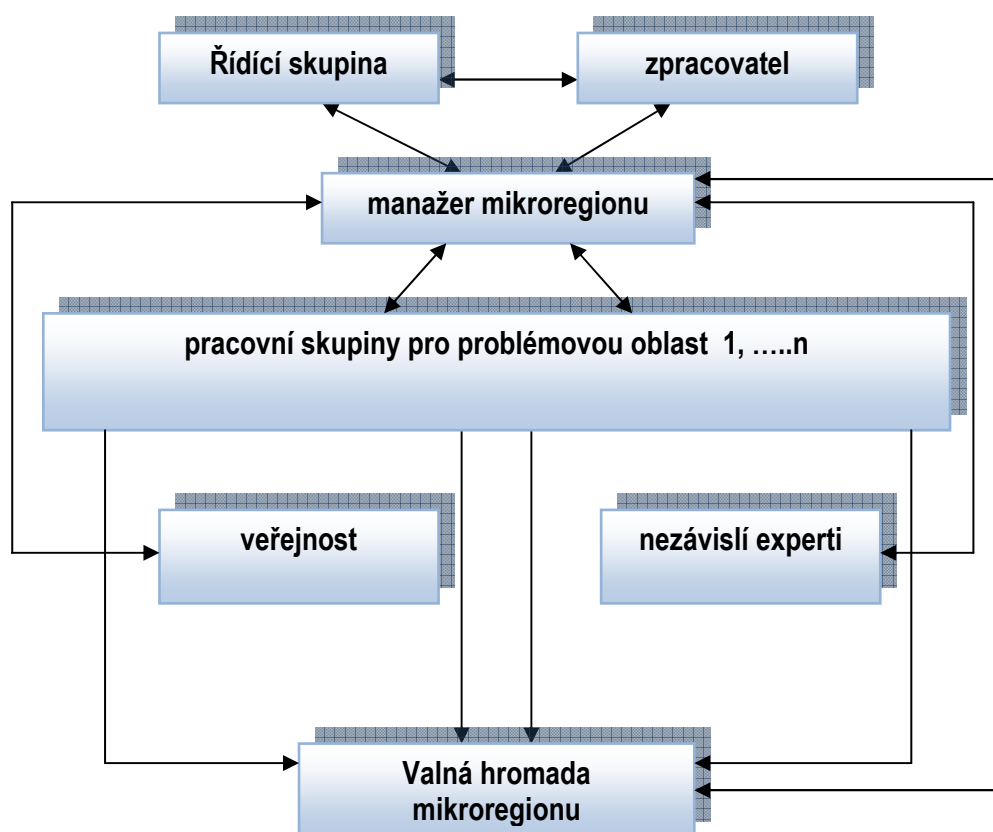 Řídící skupina
zpracovatel
manažer mikroregionu
pracovní skupiny pro problémovou oblast 1, …..n
veřejnost
nezávislí experti
Valná hromada
mikroregionu